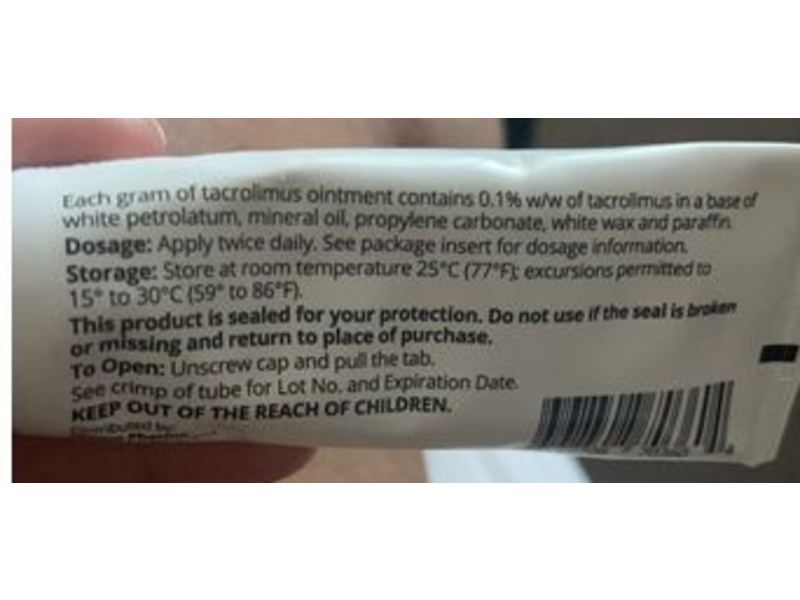 Each gram of tacrolimus ointment contains 0.1% w/w of tacrolimus in a base of
white petrolatum, mineral oil, propylene carbonate, white wax and paraffin.
Dosage: Apply twice daily. See package insert for dosage information.
Storage: Store at room temperature 25°C (77°F); excursions permitted to
15° to 30°C (59° to 86°F).
This product is sealed for your protection. Do not use if the seal is broken
or missing and return to place of purchase.
To Open: Unscrew cap and pull the tab.
See crimp of tube for Lot No. and Expiration Date.
KEEP OUT OF THE REACH OF CHILDREN.
Distributed by: